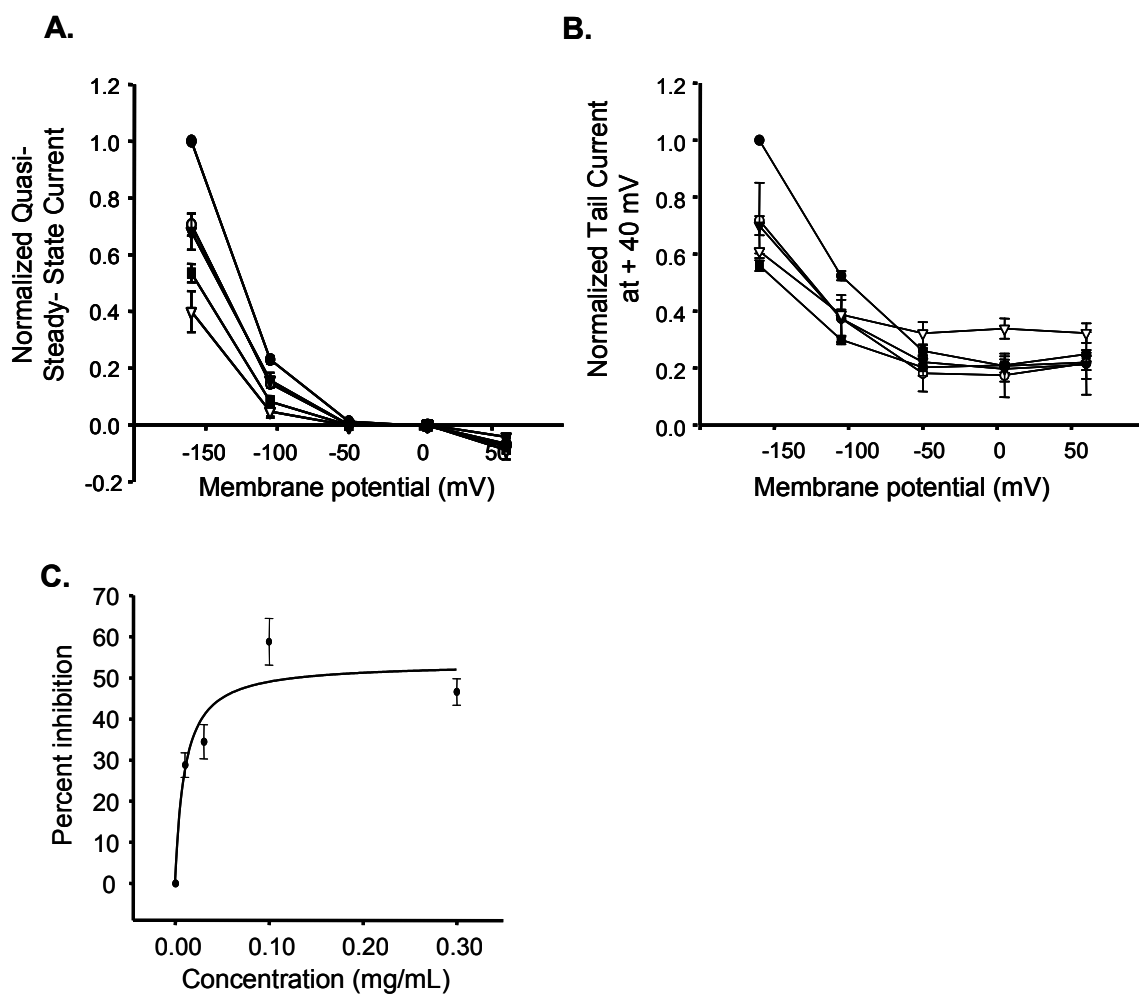 A.
Normalized Quasi-
Steady- State Current
1.2
1.0
0.8
0.6
0.4
0.2
0.0
-0.2
-150 -100 -50 0 50
Membrane potential (mV)
B.
Normalized Tail Current
at + 40 mV
1.2
1.0
0.8
0.6
0.4
0.2
0.0
-150 -100 -50 0 50
Membrane potential (mV)
C.
Percent inhibition
70
60
50
40
30
20
10
0
0.00 0.10 0.20 0.30
Concentration (mg/mL)